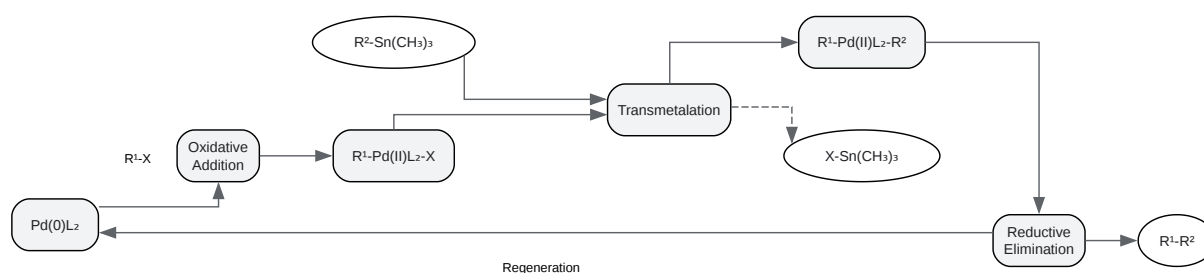 R²-Sn(CH₃)₃
R¹-Pd(II)L₂-R²
Transmetalation
R¹-X
Oxidative
Addition
R¹-Pd(II)L₂-X
X-Sn(CH₃)₃
Pd(0)L₂
Reductive
Elimination
R¹-R²
Regeneration